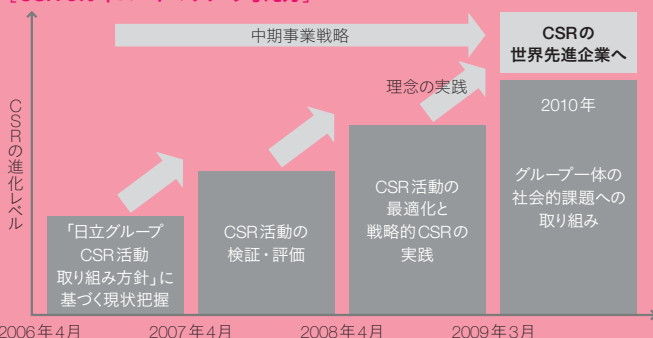 中期事業戦略
CSRの
世界先進企業へ
理念の実践
CSRの進化レベル
2010年
グループ一体の
社会的課題への
取り組み
CSR活動の
最適化と
戦略的CSRの
実践
CSR活動の
検証・評価
「日立グループ
CSR活動
取り組み方針」に
基づく現状把握
2006年4月
2007年4月
2008年4月
2009年3月